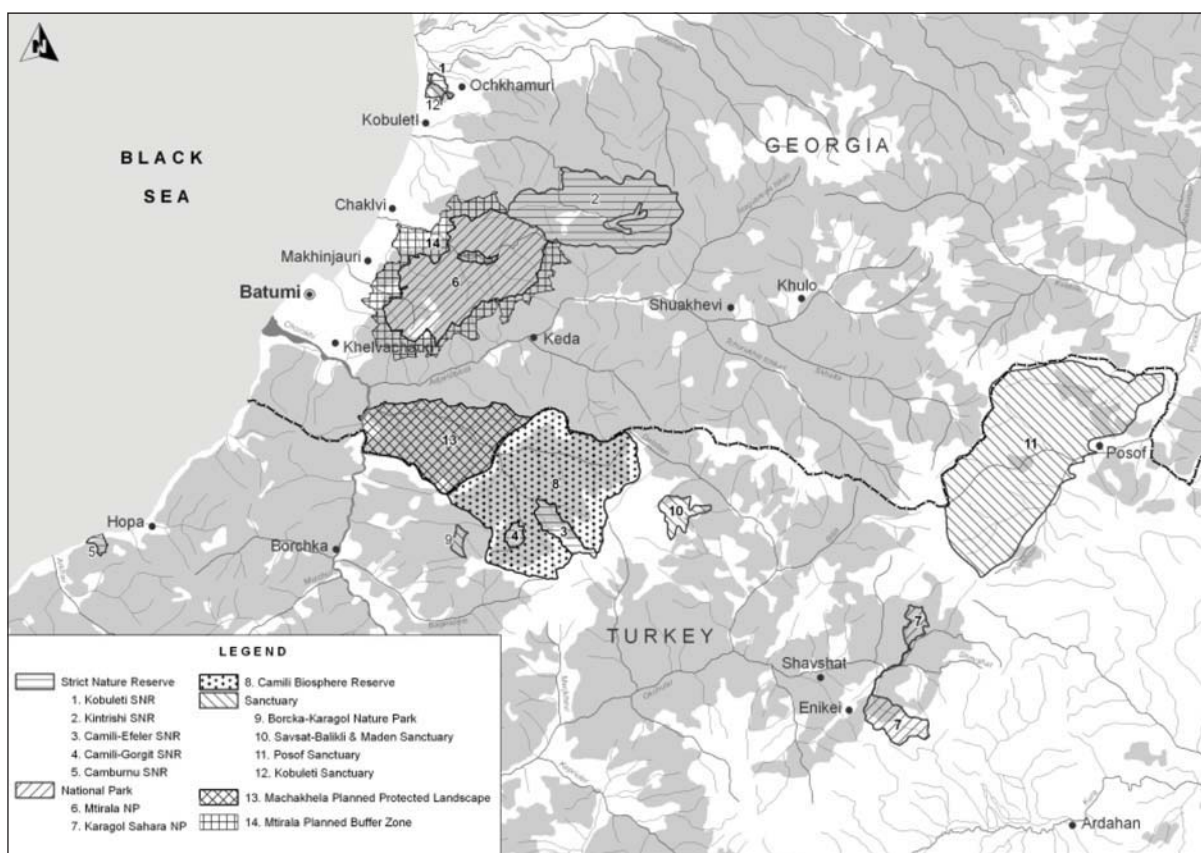 N
1
Ochkhamuri
12
Kobuleti
BLACK
SEA
GEORGIA
2
Chaklvi
14
Makhinjauri
6
Batumi
Shuakhevi
Khulo
Keda
13
11
Posof
8
10
3
4
9
Hopa
5
Borchka
7
TURKEY
Shavshat
Enikei
7
Ardahan
LEGEND
Strict Nature Reserve
1. Kobuleti SNR
2. Kintrishi SNR
3. Camili-Efeler SNR
4. Camili-Gorgit SNR
5. Camburnu SNR
National Park
6. Mtirala NP
7. Karagol Sahara NP
8. Camili Biosphere Reserve
Sanctuary
9. Borcka-Karagol Nature Park
10. Savsat-Balikli & Maden Sanctuary
11. Posof Sanctuary
12. Kobuleti Sanctuary
13. Machakhela Planned Protected Landscape
14. Mtirala Planned Buffer Zone